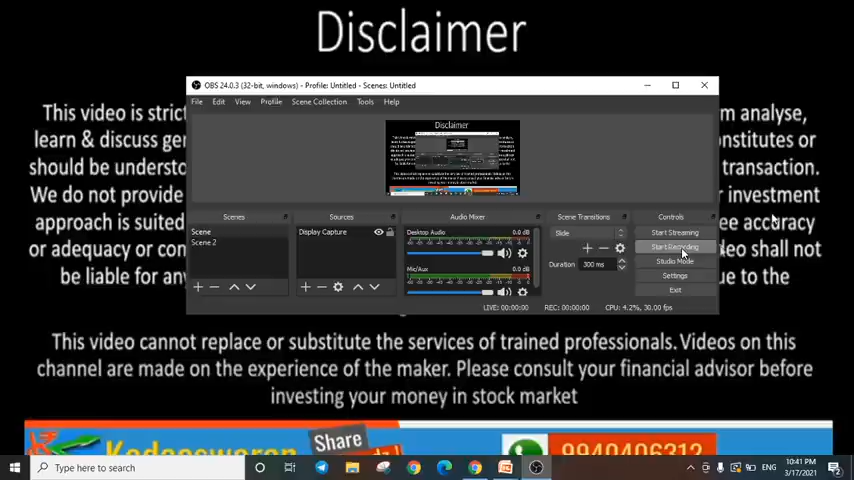 Disclaimer
OBS 24.0.3 (32-bit, windows) - Profile: Untitled - Scenes: Untitled
File Edit View Profile Scene Collection Tools Help
Disclaimer
This video is strict
m analyse,
learn & discuss gen
onstitutes or
should be understo
transaction.
We do not provide
r investment
approach is suited
ee accuracy
or adequacy or con
eo shall not
be liable for any
ue to the
Scenes
Sources
Audio Mixer
Scene Transitions
Controls
Scene
Scene 2
Display Capture
Desktop Audio 0.0 dB
Mic/Aux 0.0 dB
Slide
Duration 300 ms
Start Streaming
Start Recording
Studio Mode
Settings
Exit
LIVE: 00:00:00 REC: 00:00:00 CPU: 4.2%, 30.00 fps
This video cannot replace or substitute the services of trained professionals. Videos on this
channel are made on the experience of the maker. Please consult your financial advisor before
investing your money in stock market
Share
9940406312
Type here to search
ENG
10:41 PM
3/17/2021
2